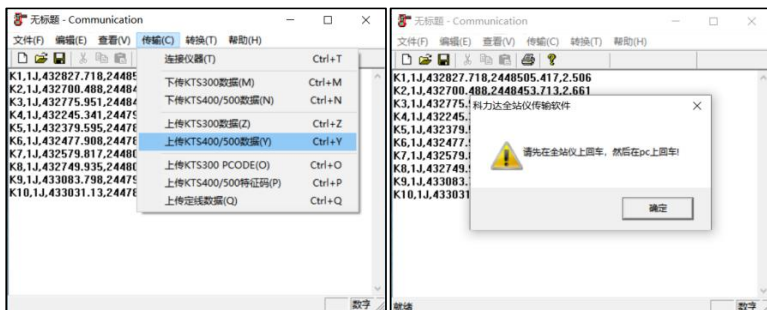 无标题 - Communication
文件(F) 编辑(E) 查看(V) 传输(C) 转换(T) 帮助(H)
连接仪器(T) Ctrl+T
下传KTS300数据(M) Ctrl+M
下传KTS400/500数据(N) Ctrl+N
上传KTS300数据(Z) Ctrl+Z
上传KTS400/500数据(Y) Ctrl+Y
上传KTS300 PCODE(O) Ctrl+O
上传KTS400/500特征码(P) Ctrl+P
上传定线数据(Q) Ctrl+Q
K1,1J,432827.718,24485
K2,1J,432700.488,24484
K3,1J,432775.951,24484
K4,1J,432245.341,24479
K5,1J,432379.595,24478
K6,1J,432477.908,24478
K7,1J,432579.817,24480
K8,1J,432749.935,24480
K9,1J,433083.798,24479
K10,1J,433031.13,24478
数字
无标题 - Communication
文件(F) 编辑(E) 查看(V) 传输(C) 转换(T) 帮助(H)
K1,1J,432827.718,2448505.417,2.506
K2,1J,432700.488,2448453.713,2.661
K3,1J,432775.
K4,1J,432245.
K5,1J,432379.
K6,1J,432477.
K7,1J,432579.
K8,1J,432749.
K9,1J,433083.
K10,1J,433031
科力达全站仪传输软件
请先在全站仪上回车，然后在pc上回车!
确定
就绪
数字